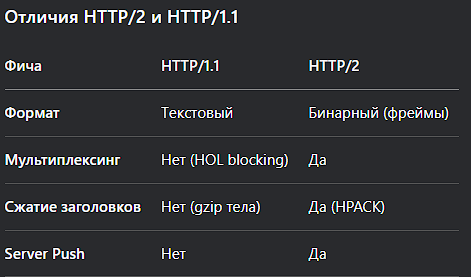 Отличия HTTP/2 и HTTP/1.1
Фича HTTP/1.1 HTTP/2
Формат Текстовый Бинарный (фреймы)
Мультиплексинг Нет (HOL blocking) Да
Сжатие заголовков Нет (gzip тела) Да (HPACK)
Server Push Нет Да